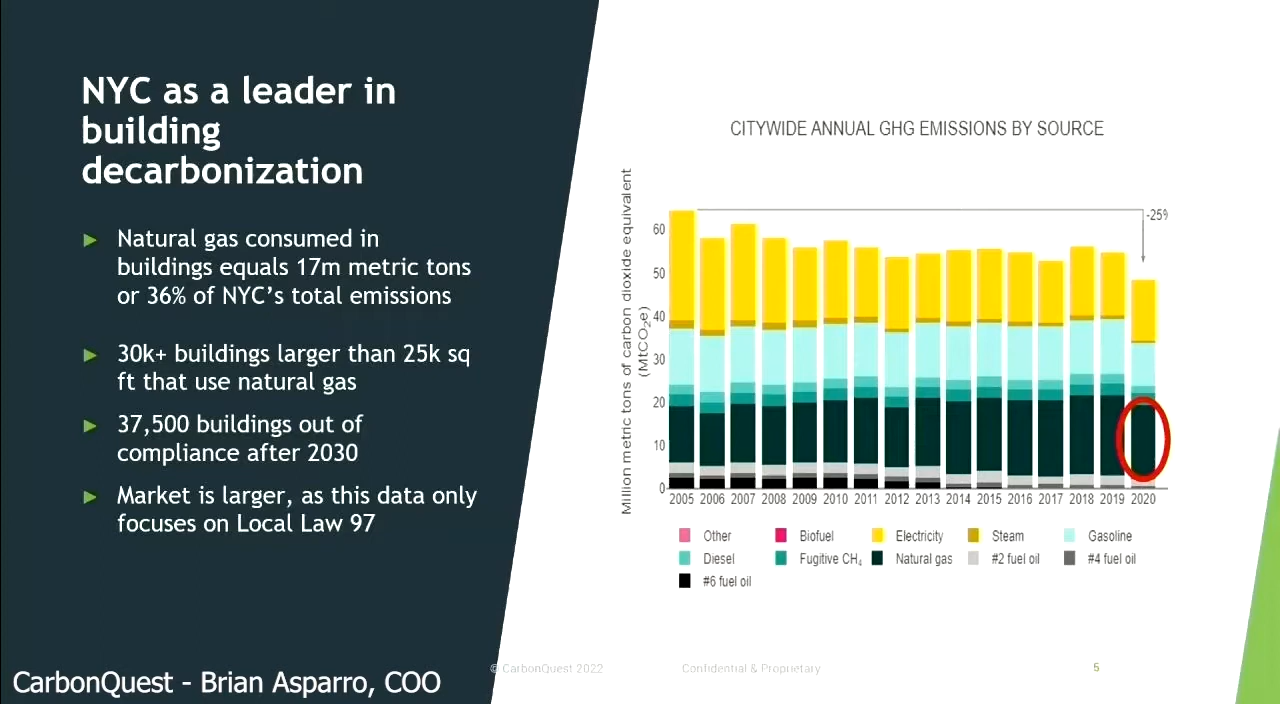 NYC as a leader in
building
decarbonization
Natural gas consumed in
buildings equals 17m metric tons
or 36% of NYC’s total emissions
30k+ buildings larger than 25k sq
ft that use natural gas
37,500 buildings out of
compliance after 2030
Market is larger, as this data only
focuses on Local Law 97
CITYWIDE ANNUAL GHG EMISSIONS BY SOURCE
Million metric tons of carbon dioxide equivalent
(MtCO₂e)
-25%
60
50
40
30
20
10
0
2005 2006 2007 2008 2009 2010 2011 2012 2013 2014 2015 2016 2017 2018 2019 2020
Other Biofuel Electricity Steam Gasoline
Diesel Fugitive CH₄ Natural gas #2 fuel oil #4 fuel oil
#6 fuel oil
© CarbonQuest 2022 Confidential & Proprietary 5
CarbonQuest - Brian Asparro, COO